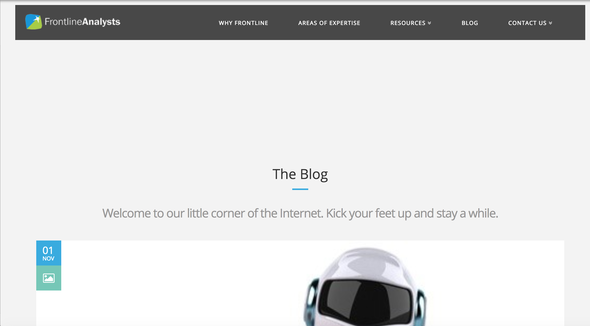 FrontlineAnalysts
WHY FRONTLINE
AREAS OF EXPERTISE
RESOURCES
BLOG
CONTACT US
The Blog
Welcome to our little corner of the Internet. Kick your feet up and stay a while.
01
NOV